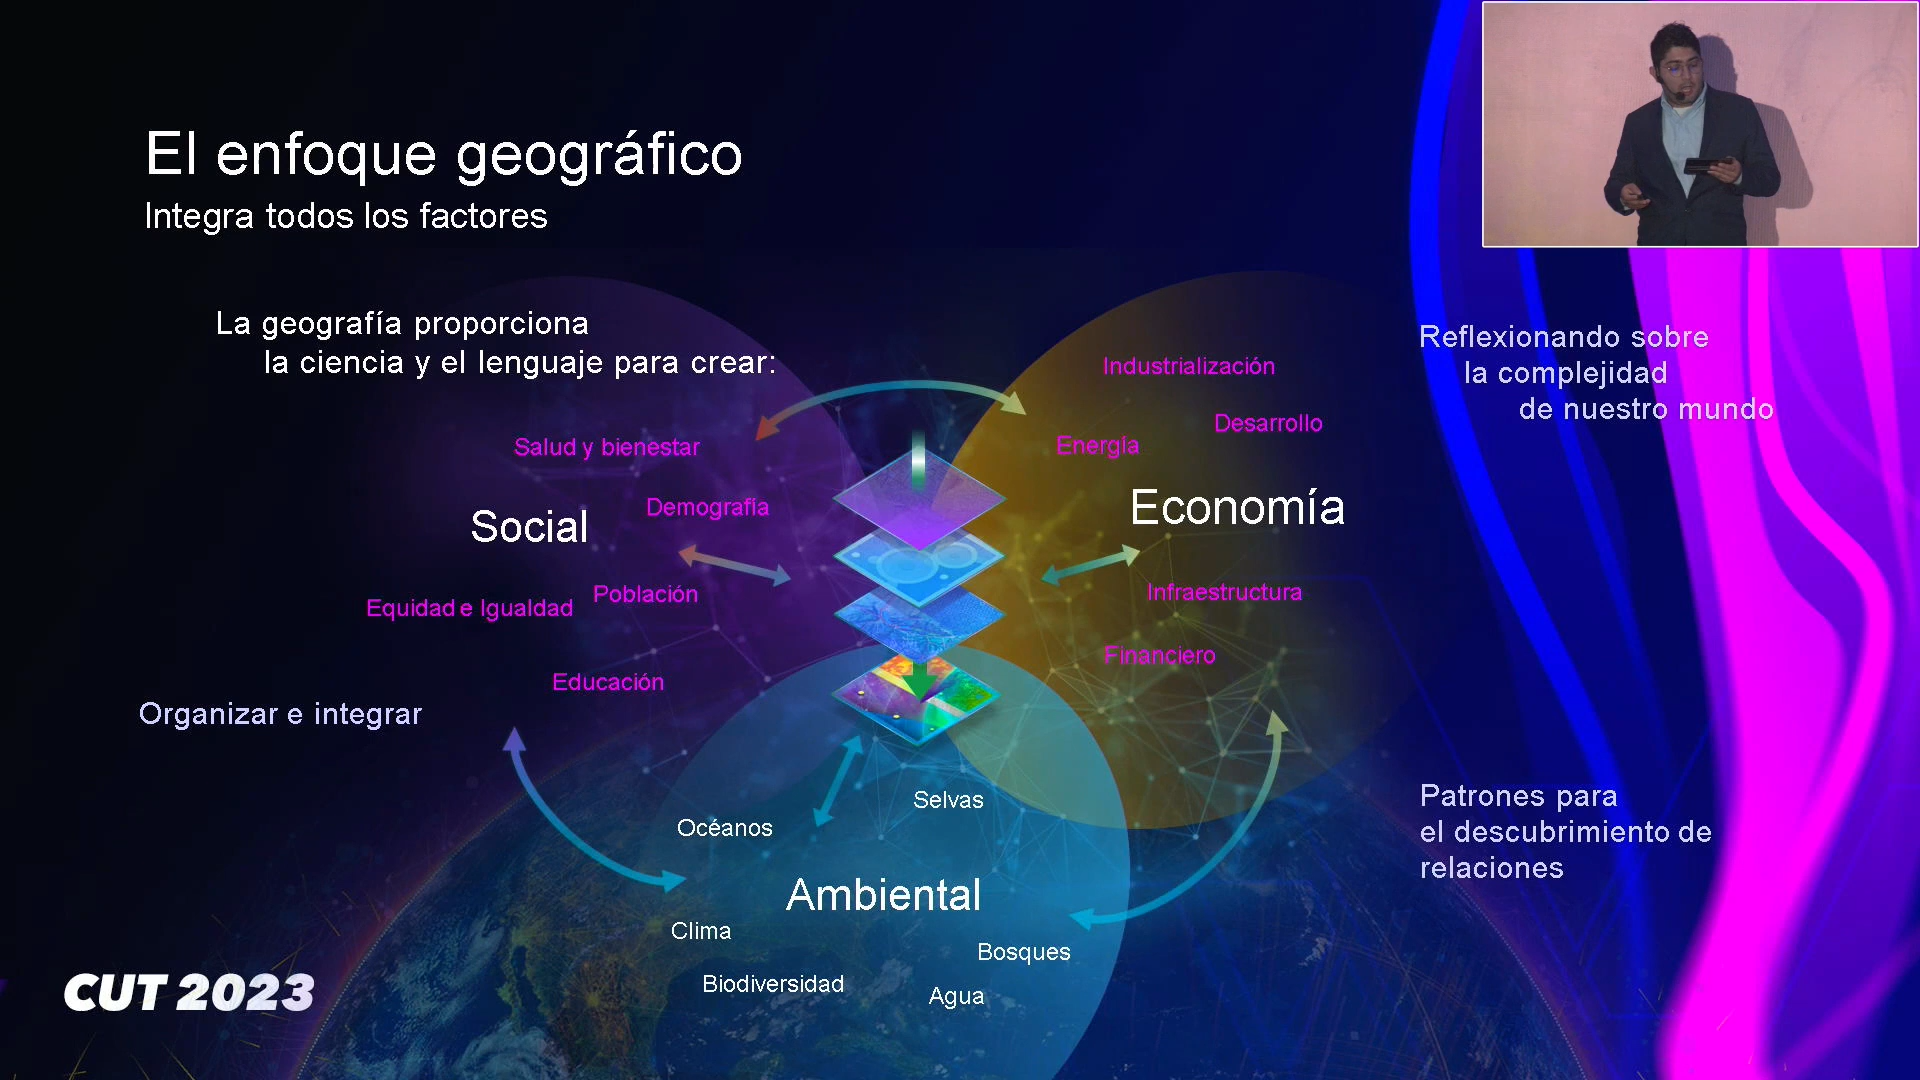 El enfoque geográfico
Integra todos los factores
La geografía proporciona
la ciencia y el lenguaje para crear:
Reflexionando sobre
la complejidad
de nuestro mundo
Salud y bienestar
Demografía
Social
Población
Equidad e Igualdad
Educación
Industrialización
Desarrollo
Energía
Economía
Infraestructura
Financiero
Organizar e integrar
Selvas
Océanos
Ambiental
Clima
Bosques
Biodiversidad
Agua
Patrones para
el descubrimiento de
relaciones
CUT 2023